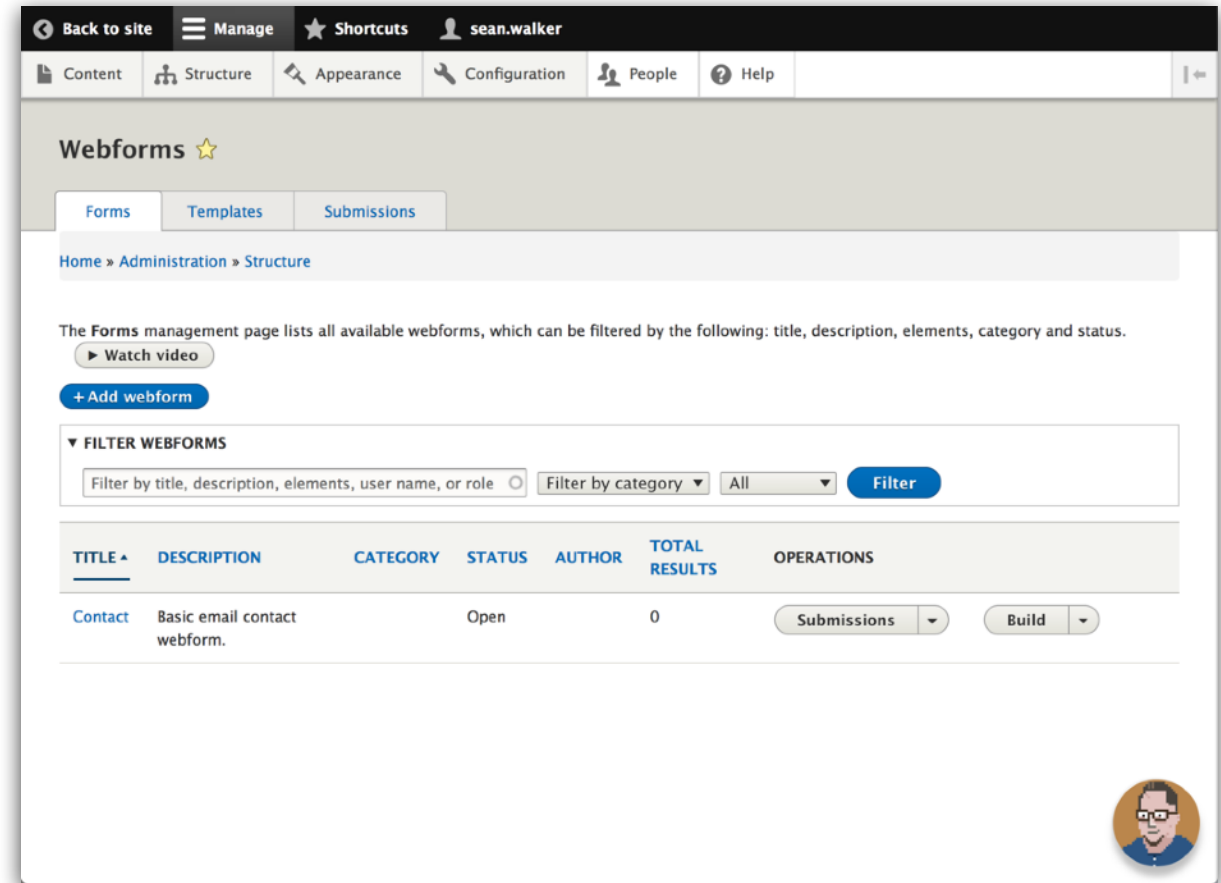 Back to site Manage Shortcuts sean.walker
Content Structure Appearance Configuration People Help
Webforms
Forms Templates Submissions
Home » Administration » Structure
The Forms management page lists all available webforms, which can be filtered by the following: title, description, elements, category and status.
► Watch video
+ Add webform
▼ FILTER WEBFORMS
Filter by title, description, elements, user name, or role Filter by category ▼ All ▼ Filter
TITLE ▲ DESCRIPTION CATEGORY STATUS AUTHOR TOTAL RESULTS OPERATIONS
Contact Basic email contact webform. Open 0 Submissions Build